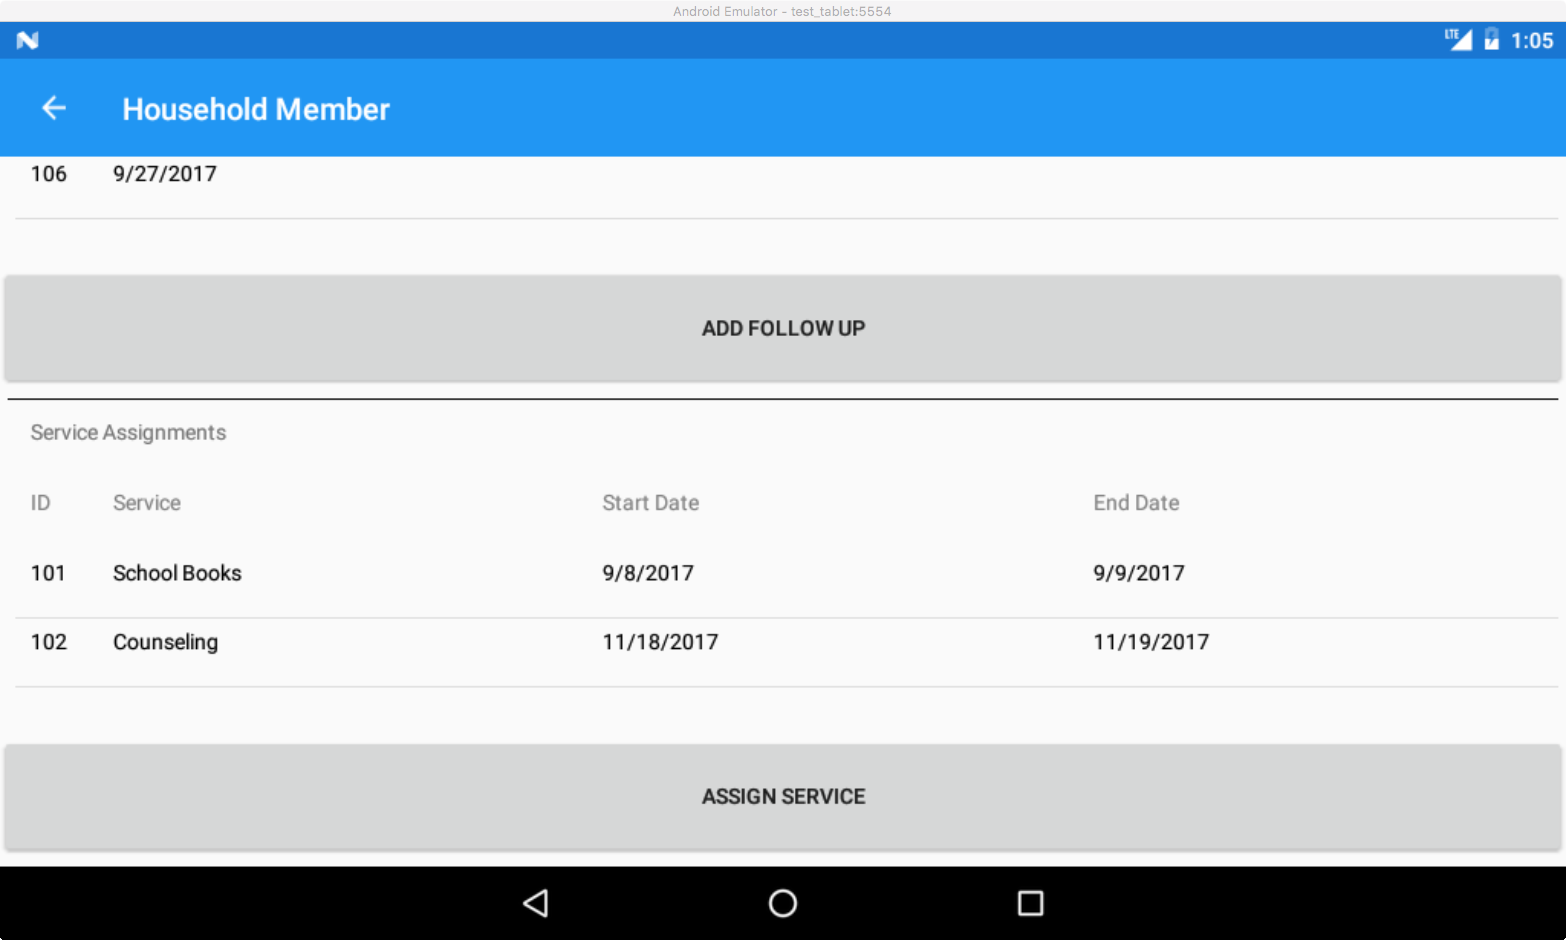 Android Emulator - test_tablet:5554
LTE 1:05
Household Member
106 9/27/2017
ADD FOLLOW UP
Service Assignments
ID Service Start Date End Date
101 School Books 9/8/2017 9/9/2017
102 Counseling 11/18/2017 11/19/2017
ASSIGN SERVICE